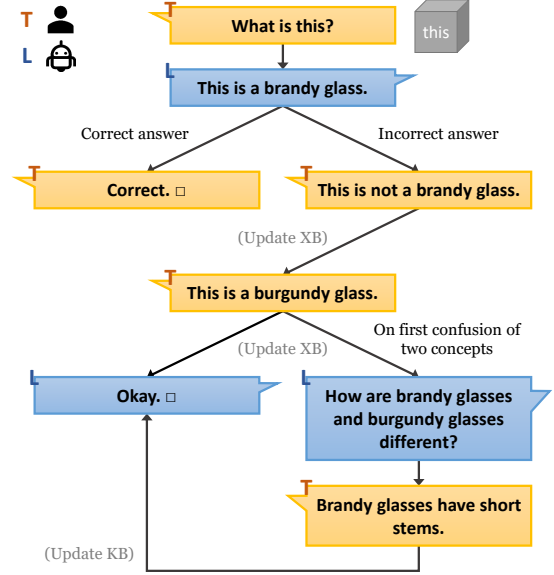 T
L
T
What is this?
this
L
This is a brandy glass.
Correct answer
Incorrect answer
T
Correct. □
T
This is not a brandy glass.
(Update XB)
T
This is a burgundy glass.
(Update XB)
On first confusion of
two concepts
L
Okay. □
L
How are brandy glasses
and burgundy glasses
different?
T
Brandy glasses have short
stems.
(Update KB)